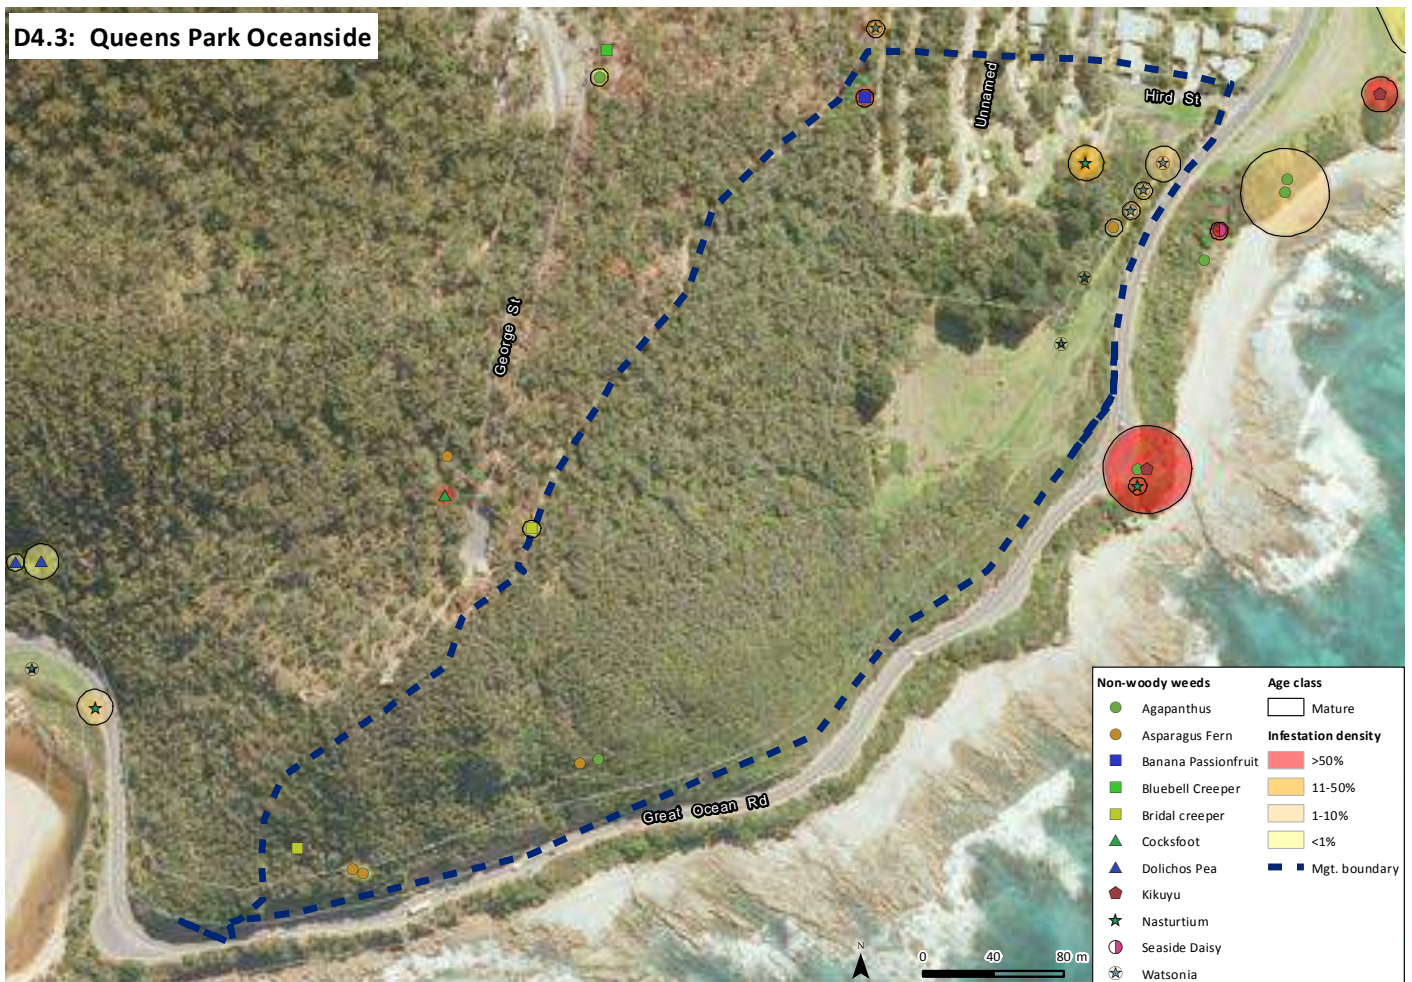 D4.3: Queens Park Oceanside
Unnamed
Hird St
George St
Great Ocean Rd
Non-woody weeds
Agapanthus
Asparagus Fern
Banana Passionfruit
Bluebell Creeper
Bridal creeper
Cocksfoot
Dolichos Pea
Kikuyu
Nasturtium
Seaside Daisy
Watsonia
Age class
Mature
Infestation density
>50%
11-50%
1-10%
<1%
Mgt. boundary
N
0 40 80 m